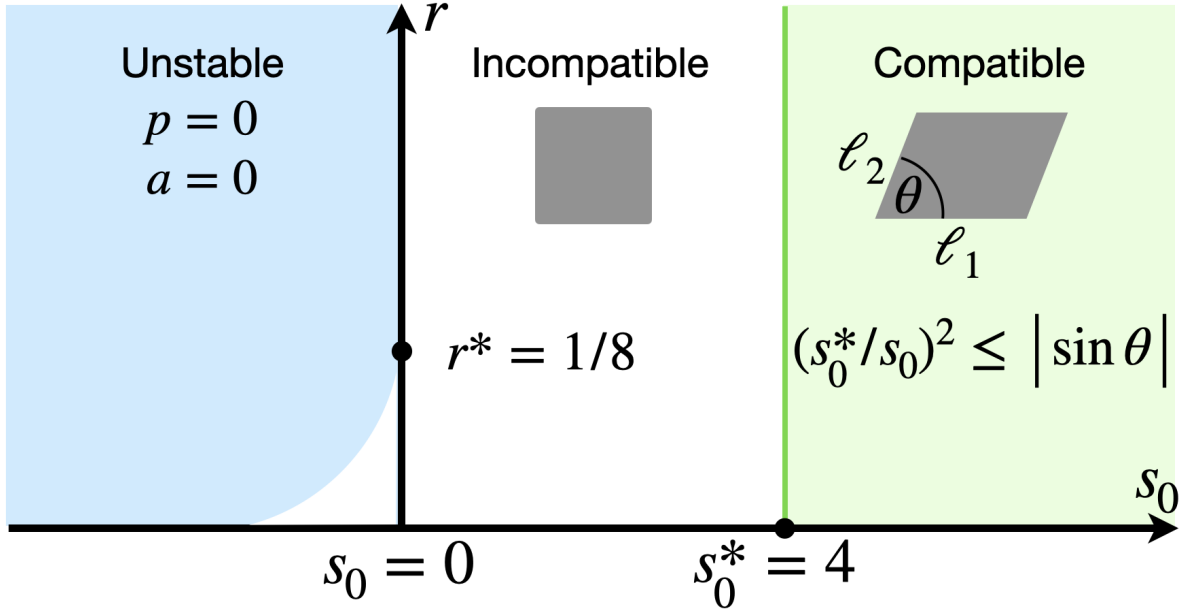 r
Unstable
p = 0
a = 0
Incompatible
Compatible
ℓ₂
θ
ℓ₁
r* = 1/8
(s₀*/s₀)² ≤ |sin θ|
s₀
s₀ = 0
s₀* = 4